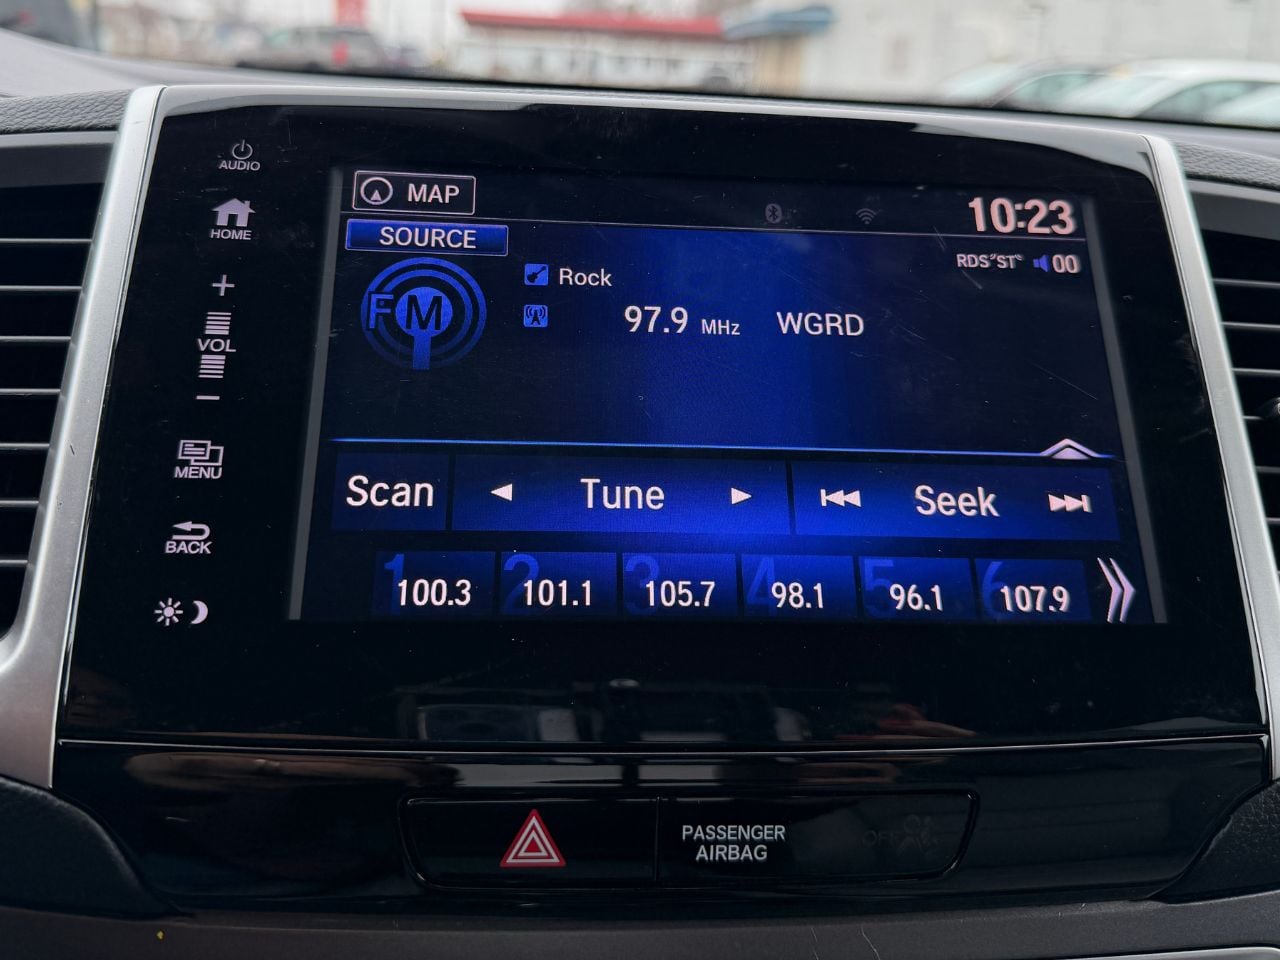 AUDIO
HOME
+
VOL
−
MENU
BACK
MAP
10:23
SOURCE
RDS ST 00
FM
Rock
97.9 MHz WGRD
Scan Tune Seek
1 100.3
2 101.1
3 105.7
4 98.1
5 96.1
6 107.9
PASSENGER
AIRBAG
OFF